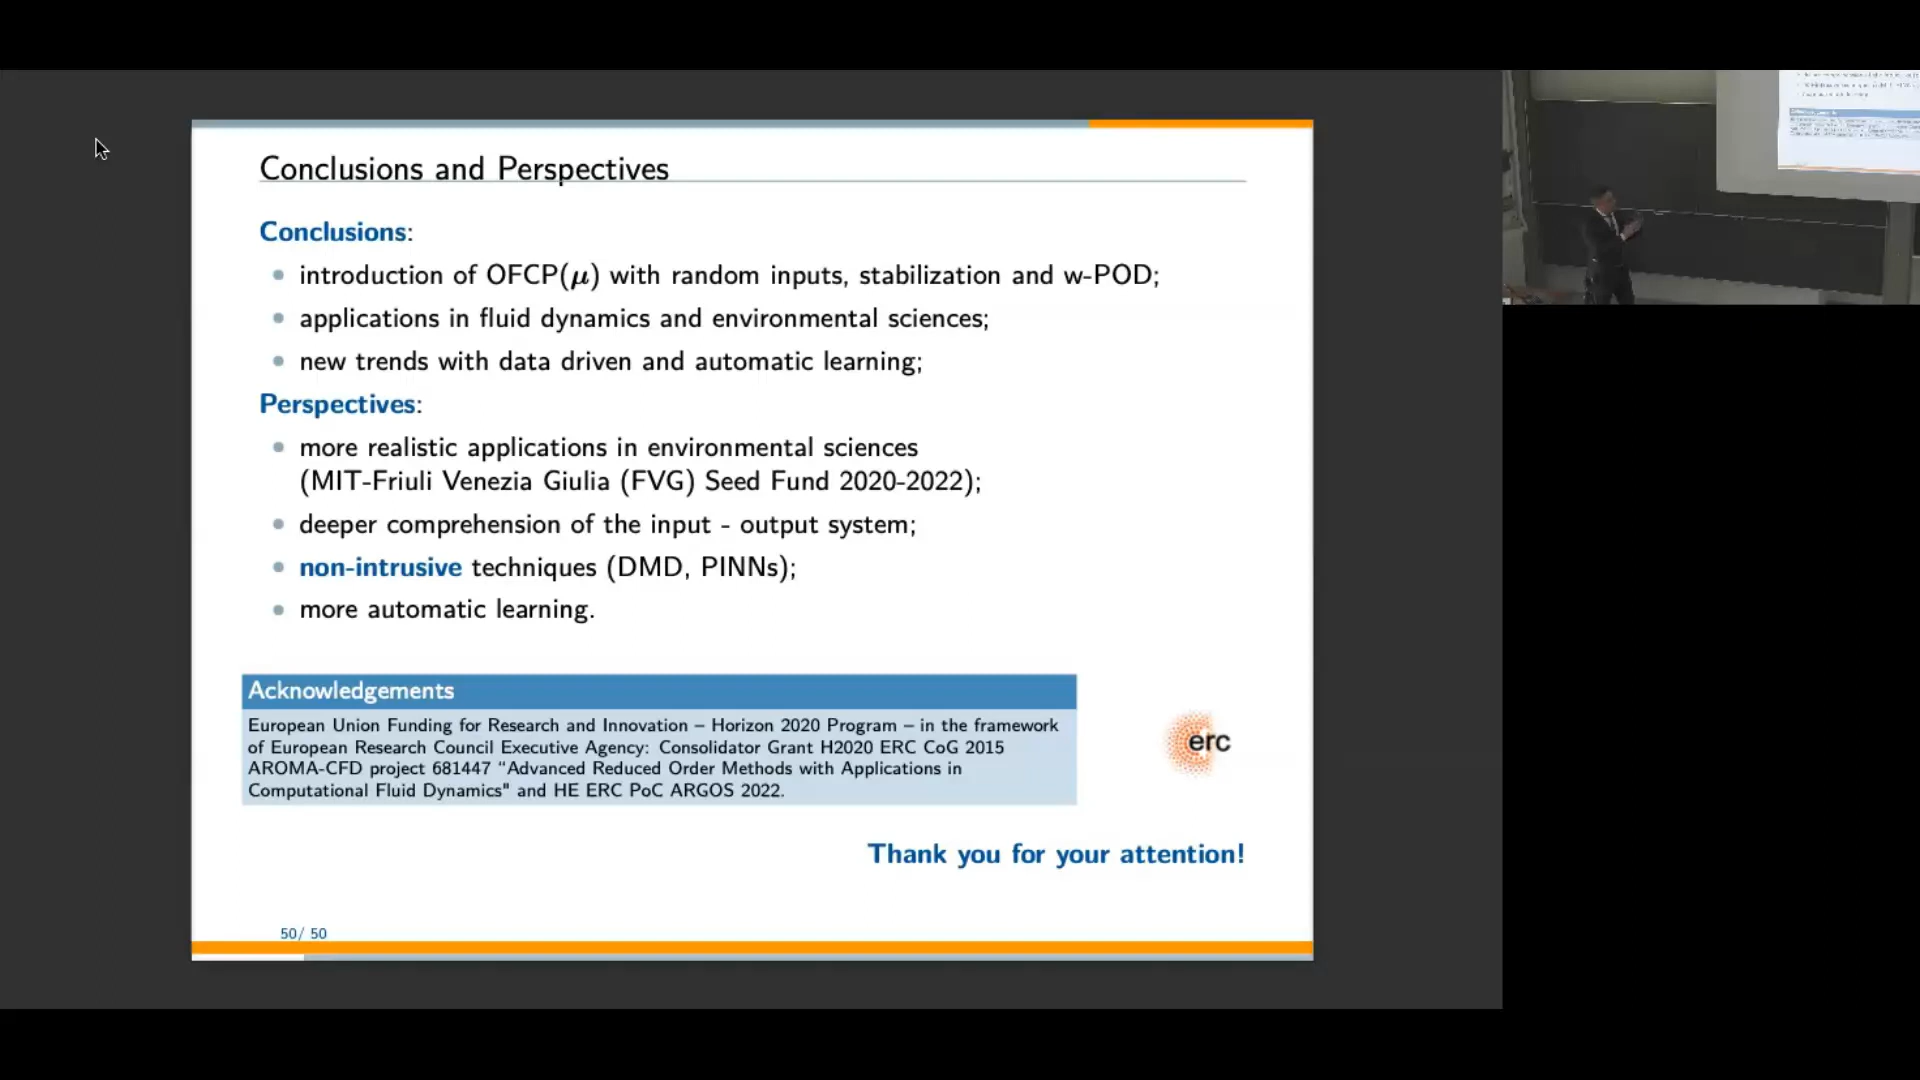 Conclusions and Perspectives
Conclusions:
introduction of OFCP(μ) with random inputs, stabilization and w-POD;
applications in fluid dynamics and environmental sciences;
new trends with data driven and automatic learning;
Perspectives:
more realistic applications in environmental sciences
(MIT-Friuli Venezia Giulia (FVG) Seed Fund 2020-2022);
deeper comprehension of the input - output system;
non-intrusive techniques (DMD, PINNs);
more automatic learning.
Acknowledgements
European Union Funding for Research and Innovation – Horizon 2020 Program – in the framework
of European Research Council Executive Agency: Consolidator Grant H2020 ERC CoG 2015
AROMA-CFD project 681447 “Advanced Reduced Order Methods with Applications in
Computational Fluid Dynamics" and HE ERC PoC ARGOS 2022.
erc
Thank you for your attention!
50/ 50